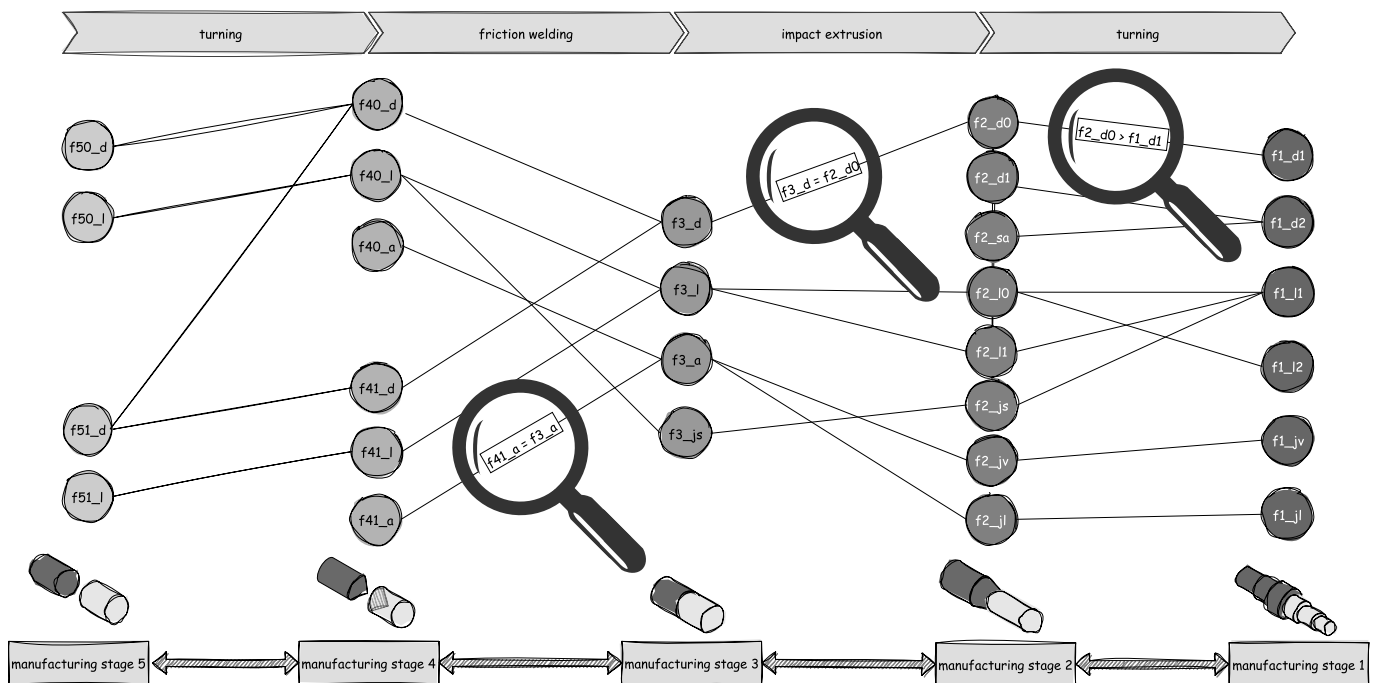 turning
friction welding
impact extrusion
turning
f50_d
f50_l
f51_d
f51_l
f40_d
f40_l
f40_a
f41_d
f41_l
f41_a
f41_a = f3_a
f3_d
f3_l
f3_a
f3_js
f3_d = f2_d0
f2_d0
f2_d1
f2_sa
f2_l0
f2_l1
f2_js
f2_jv
f2_jl
f2_d0 > f1_d1
f1_d1
f1_d2
f1_l1
f1_l2
f1_jv
f1_jl
manufacturing stage 5
manufacturing stage 4
manufacturing stage 3
manufacturing stage 2
manufacturing stage 1